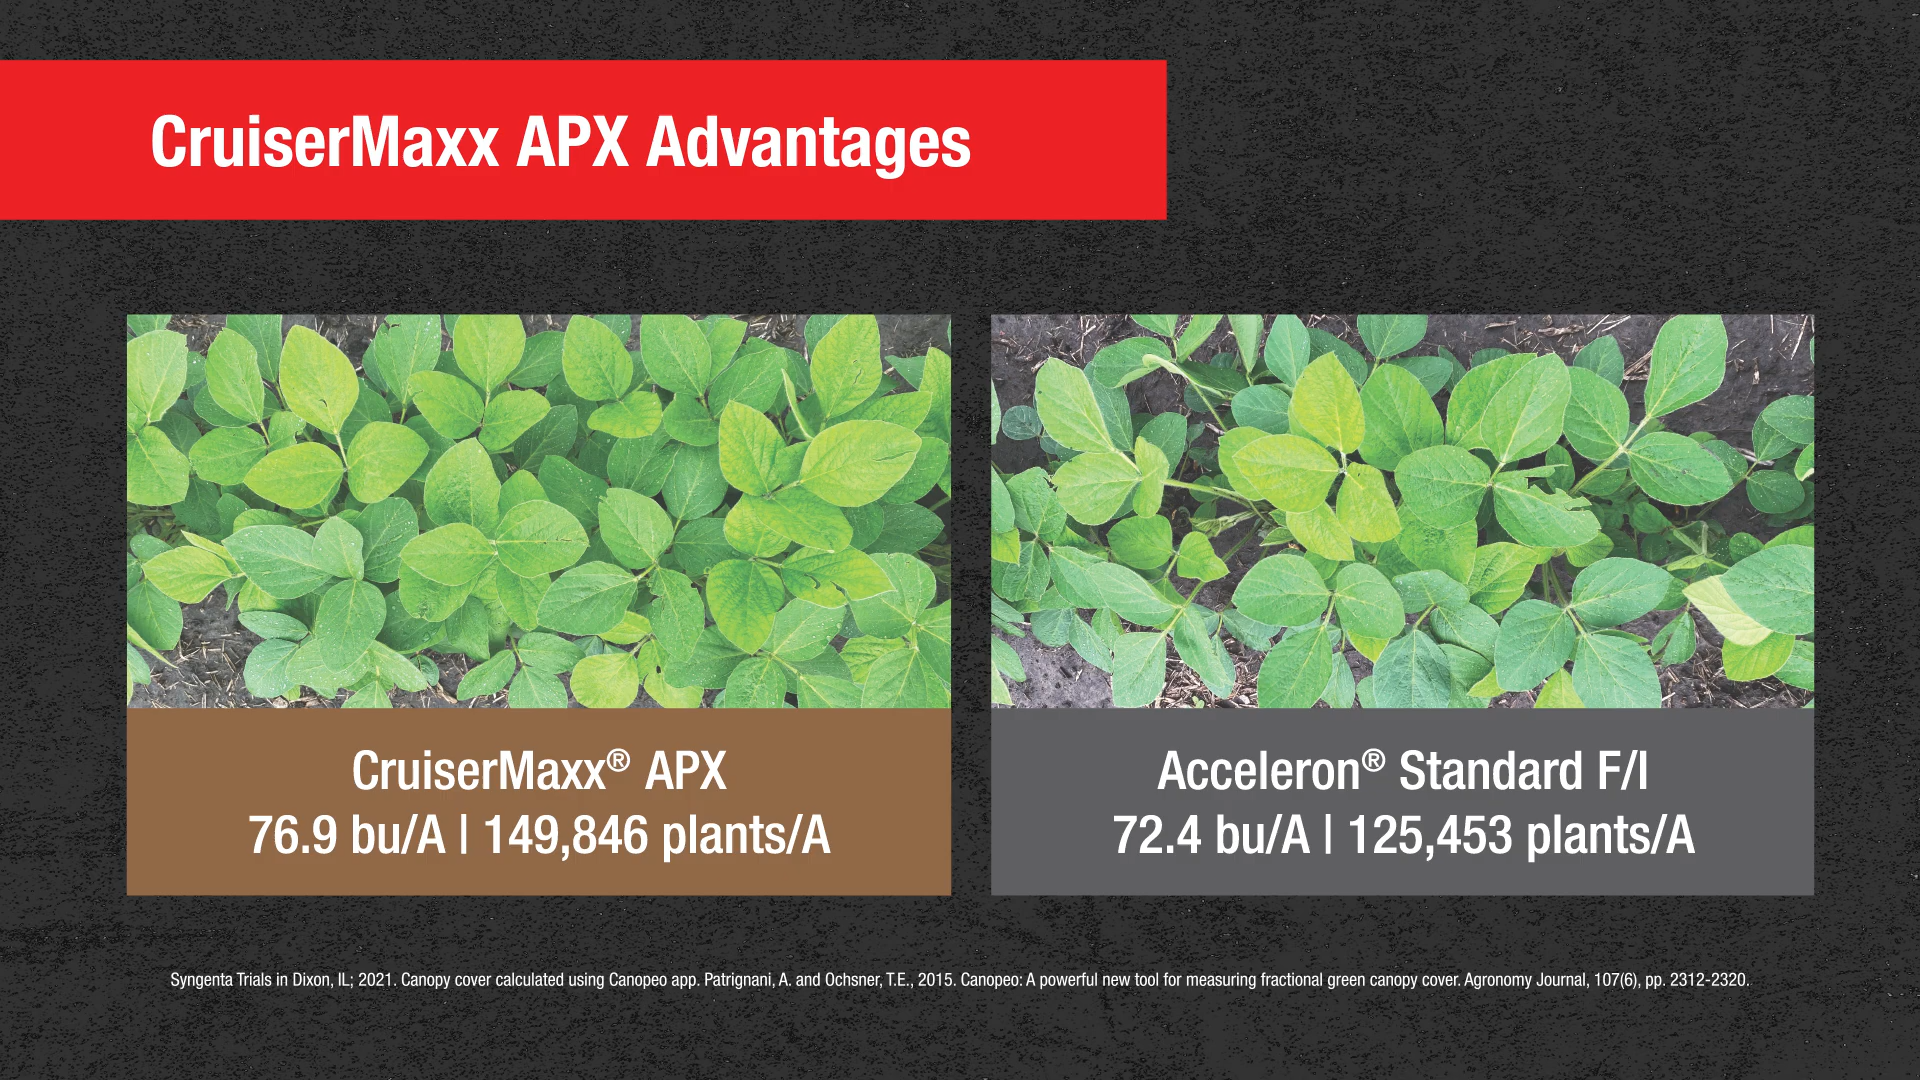 CruiserMaxx APX Advantages
CruiserMaxx® APX
76.9 bu/A | 149,846 plants/A
Acceleron® Standard F/I
72.4 bu/A | 125,453 plants/A
Syngenta Trials in Dixon, IL; 2021. Canopy cover calculated using Canopeo app. Patrignani, A. and Ochsner, T.E., 2015. Canopeo: A powerful new tool for measuring fractional green canopy cover. Agronomy Journal, 107(6), pp. 2312-2320.